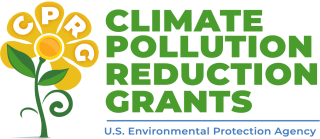 CPRG
CLIMATE
POLLUTION
REDUCTION
GRANTS
U.S. Environmental Protection Agency